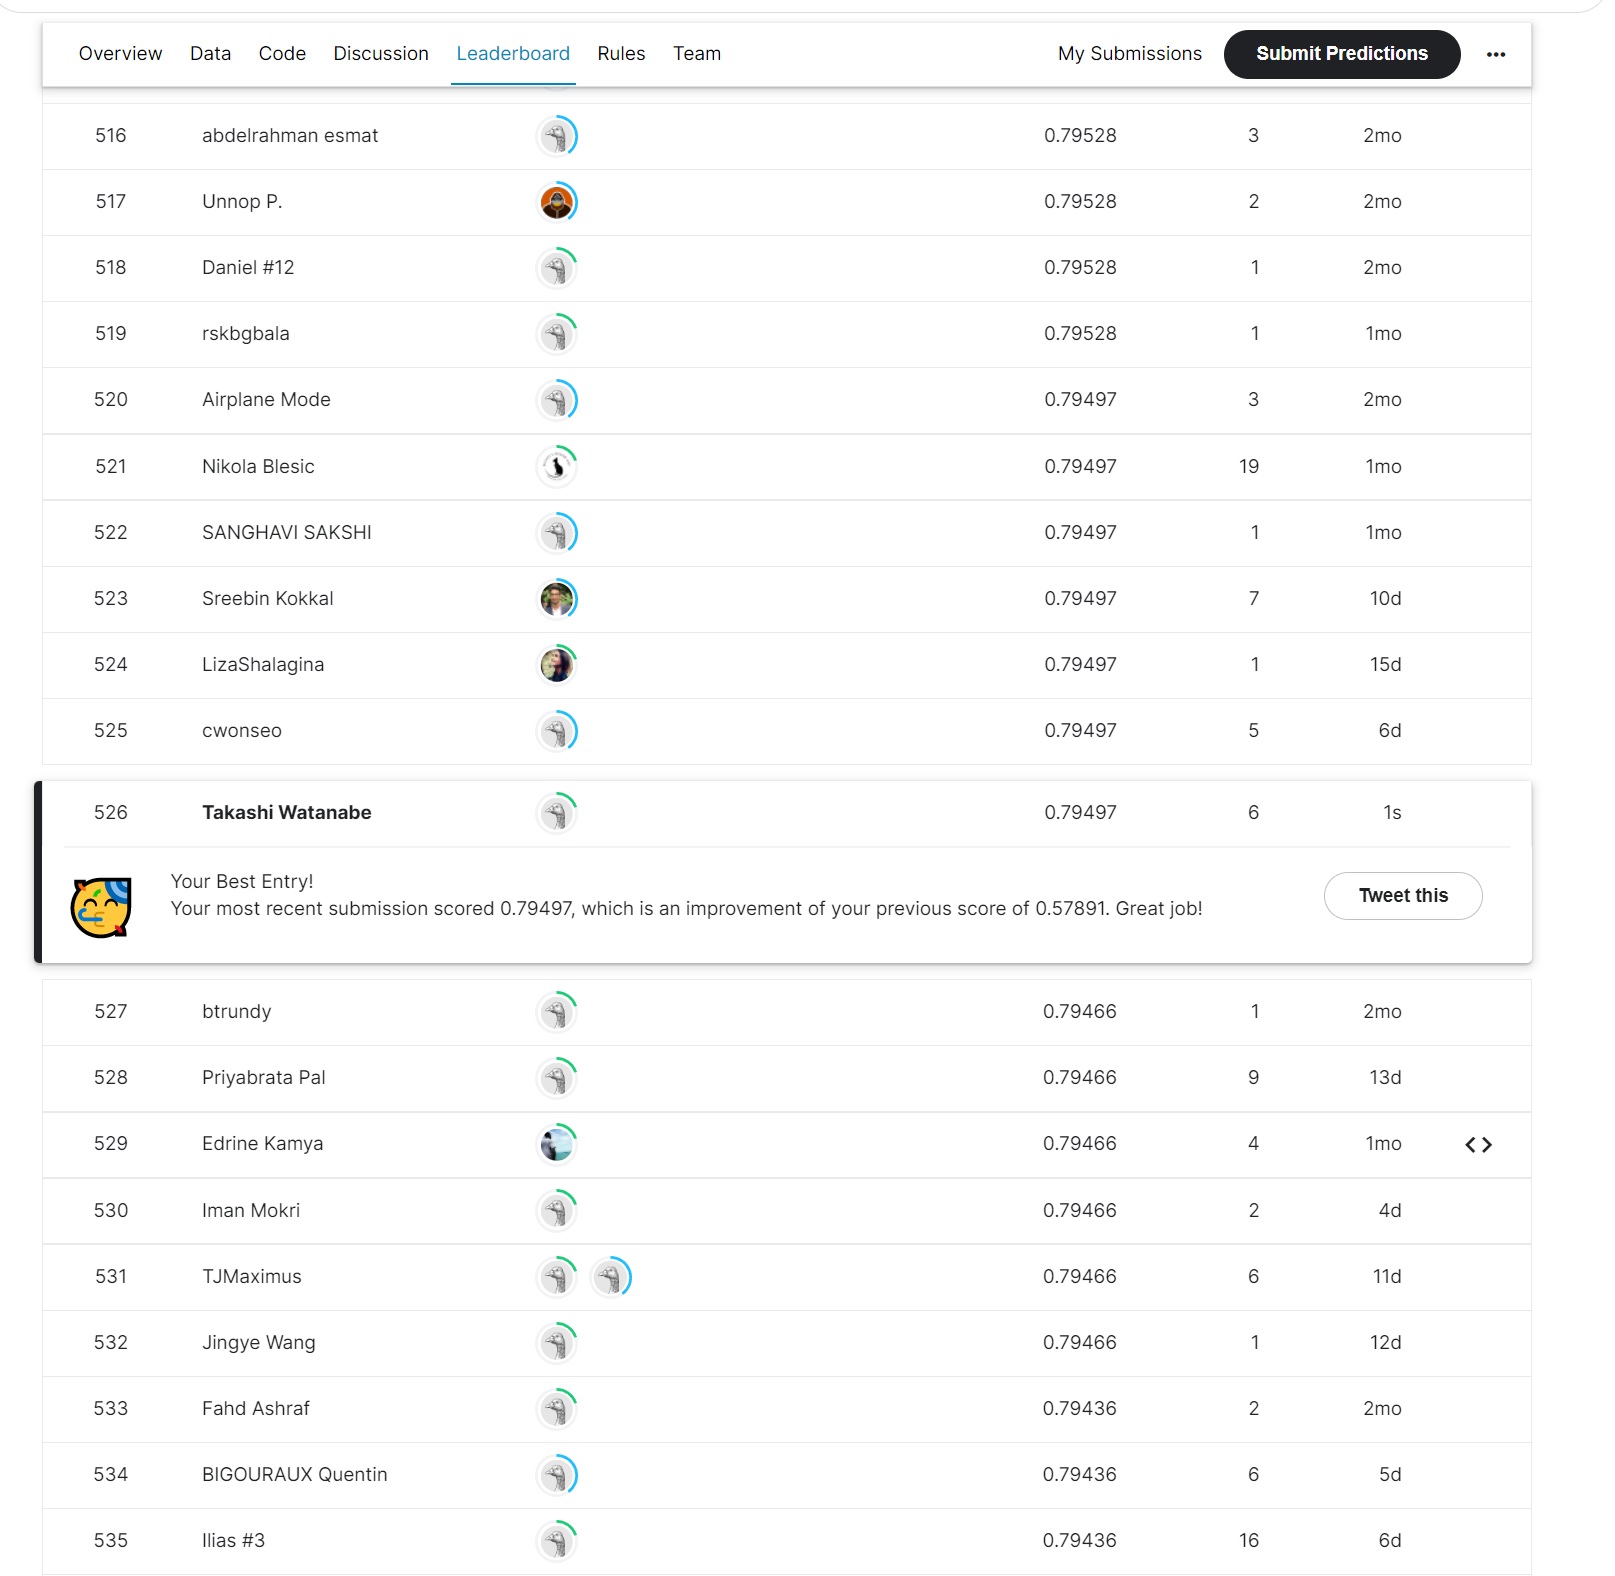 Overview Data Code Discussion Leaderboard Rules Team My Submissions Submit Predictions
516 abdelrahman esmat 0.79528 3 2mo
517 Unnop P. 0.79528 2 2mo
518 Daniel #12 0.79528 1 2mo
519 rskbgbala 0.79528 1 1mo
520 Airplane Mode 0.79497 3 2mo
521 Nikola Blesic 0.79497 19 1mo
522 SANGHAVI SAKSHI 0.79497 1 1mo
523 Sreebin Kokkal 0.79497 7 10d
524 LizaShalagina 0.79497 1 15d
525 cwonseo 0.79497 5 6d
526 Takashi Watanabe 0.79497 6 1s
Your Best Entry!
Your most recent submission scored 0.79497, which is an improvement of your previous score of 0.57891. Great job!
Tweet this
527 btrundy 0.79466 1 2mo
528 Priyabrata Pal 0.79466 9 13d
529 Edrine Kamya 0.79466 4 1mo <>
530 Iman Mokri 0.79466 2 4d
531 TJMaximus 0.79466 6 11d
532 Jingye Wang 0.79466 1 12d
533 Fahd Ashraf 0.79436 2 2mo
534 BIGOURAUX Quentin 0.79436 6 5d
535 Ilias #3 0.79436 16 6d